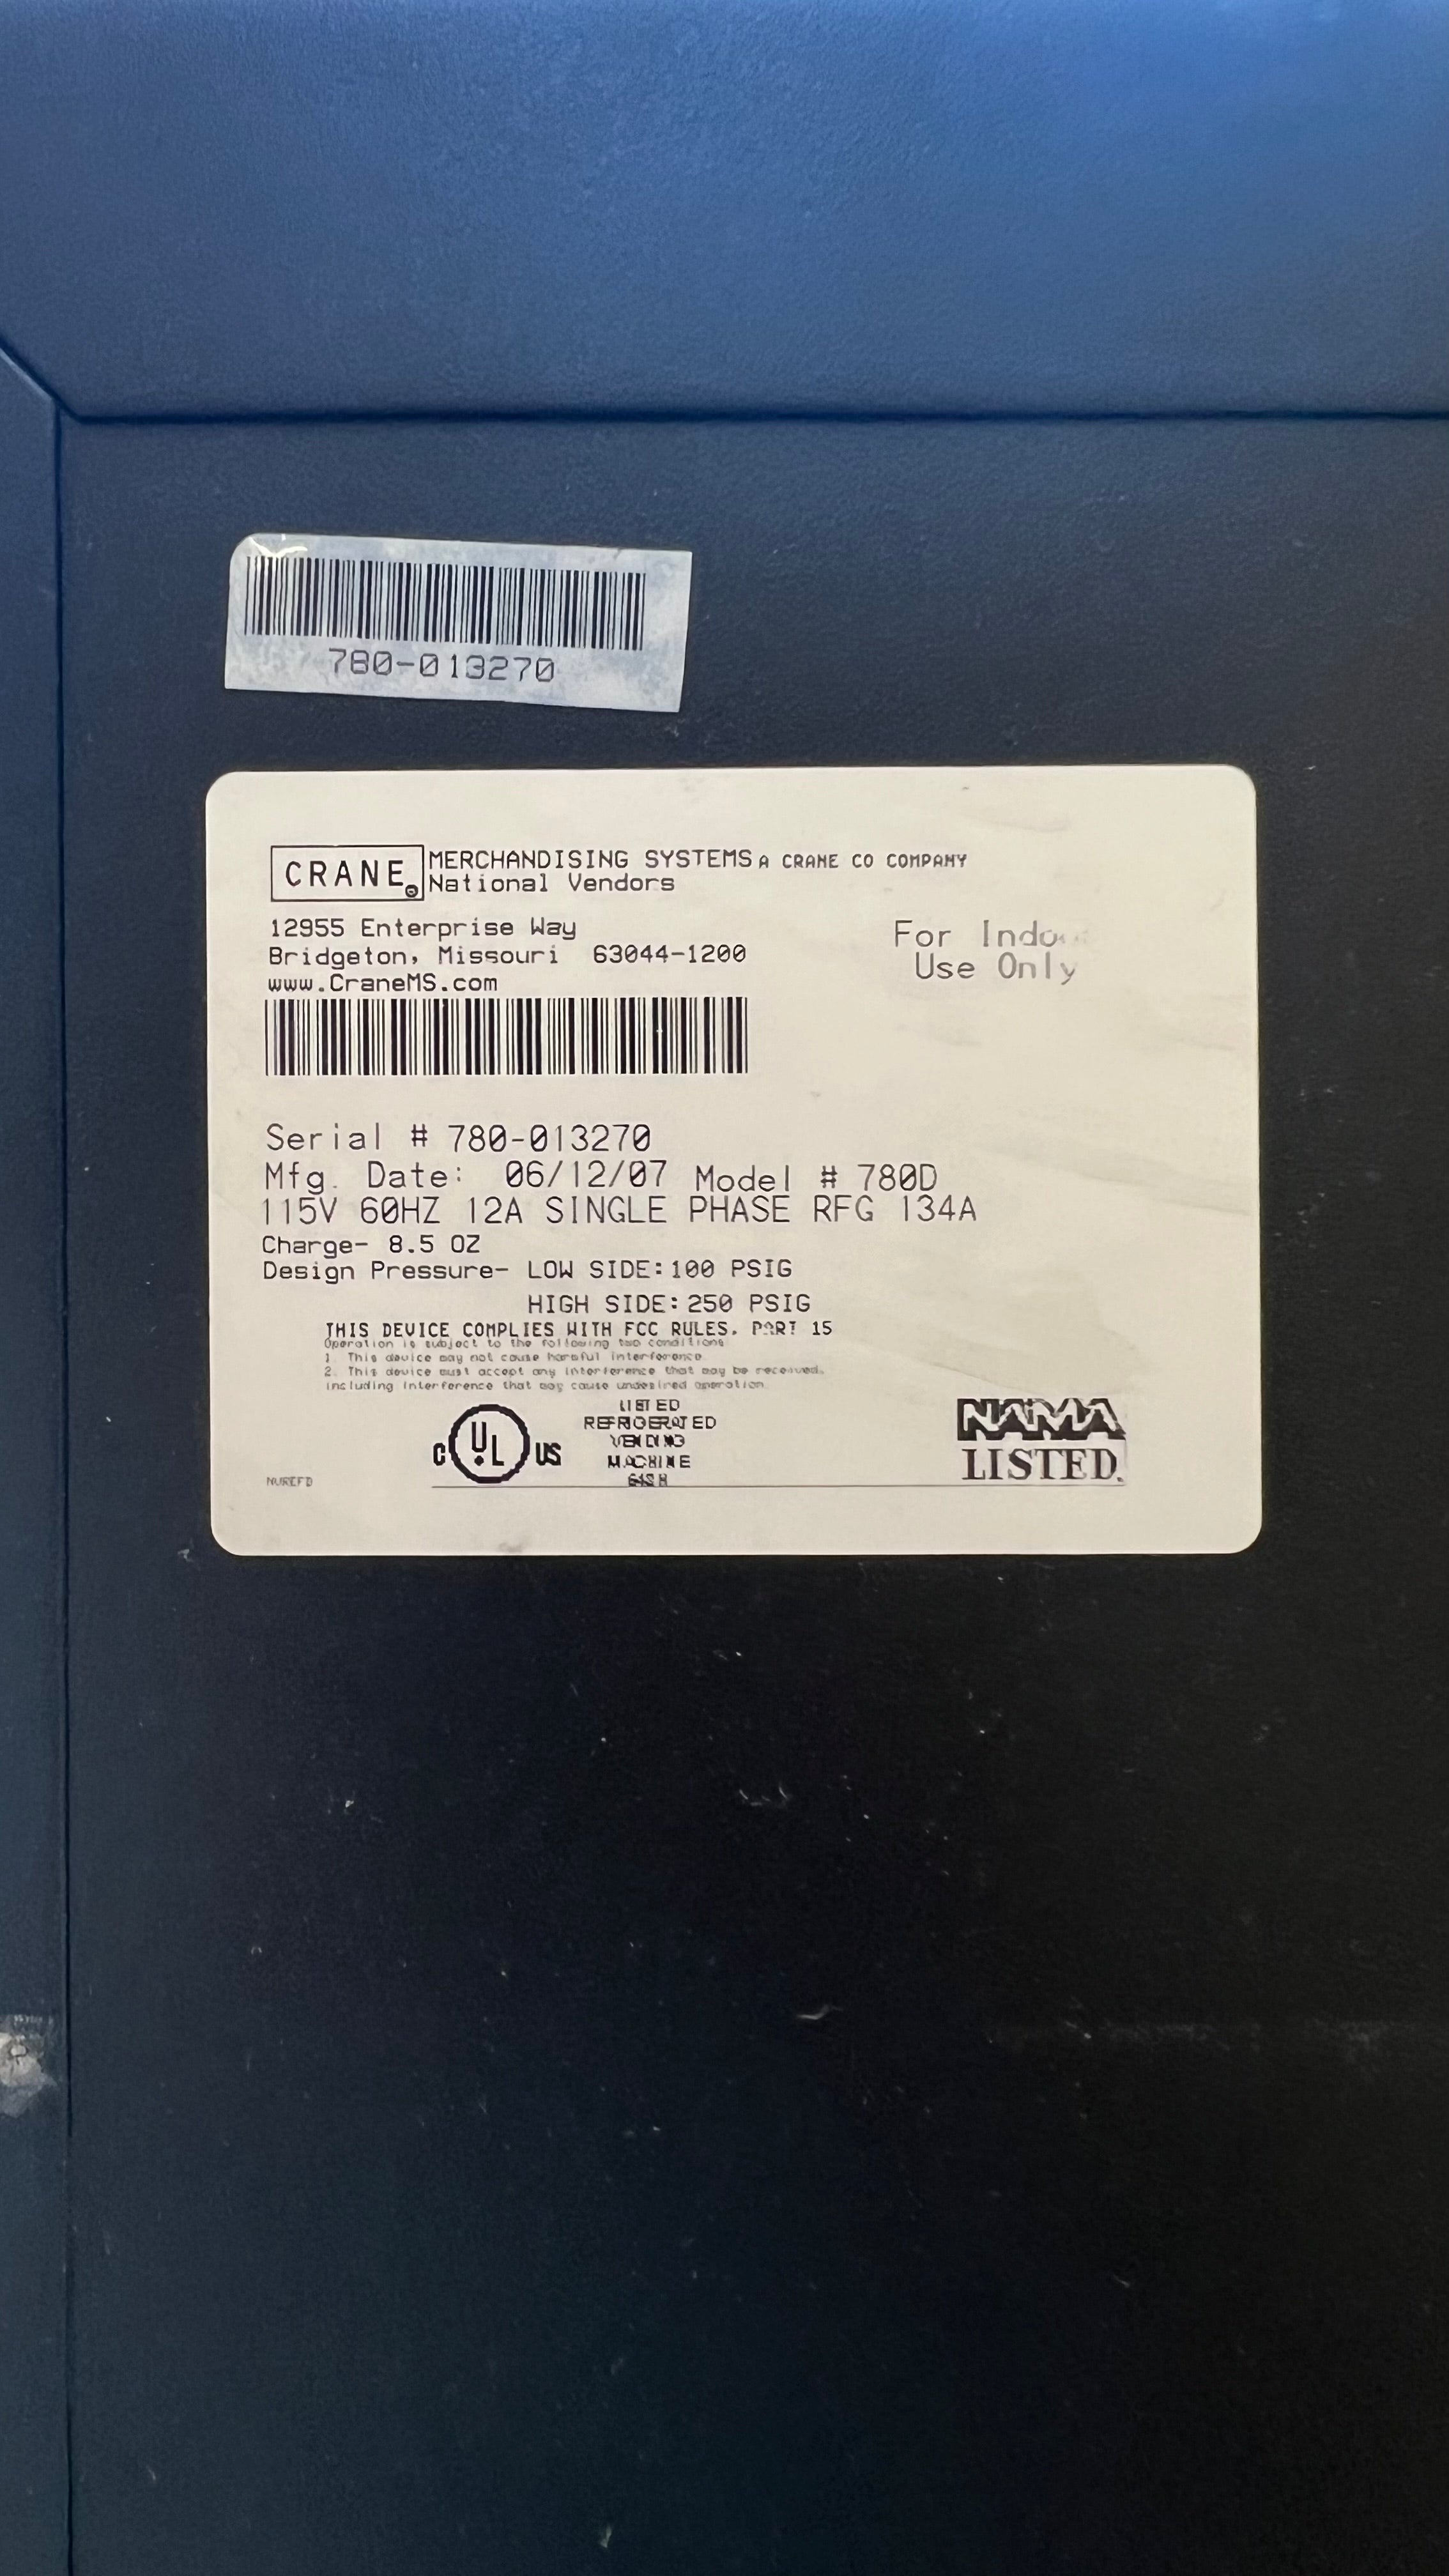 780-013270
CRANE® MERCHANDISING SYSTEMS A CRANE CO COMPANY
National Vendors
12955 Enterprise Way
Bridgeton, Missouri 63044-1200
www.CraneMS.com
For
Use Only
Serial # 780-013270
Mfg. Date: 06/12/07 Model # 780D
115V 60HZ 12A SINGLE PHASE RFG 134A
Charge- 8.5 OZ
Design Pressure- LOW SIDE:100 PSIG
HIGH SIDE:250 PSIG
THIS DEVICE COMPLIES WITH FCC RULES. PART 15
Operation is subject to the following two conditions
1. This device may not cause harmful interference
2. This device must accept any interference that may be received,
including interference that may cause undesired operation.
C UL US
LISTED
REFRIGERATED
VENDING
MACHINE
NAMA
LISTED.